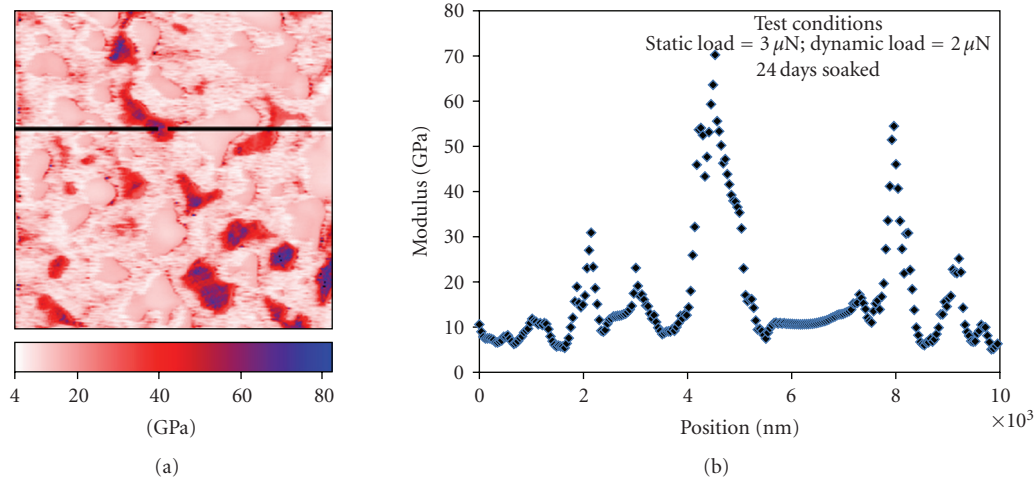 4
20
40
60
80
(GPa)
(a)
80
70
60
50
40
30
20
10
0
Modulus (GPa)
Test conditions
Static load = 3 μN; dynamic load = 2 μN
24 days soaked
0
2
4
6
8
10
×10³
Position (nm)
(b)